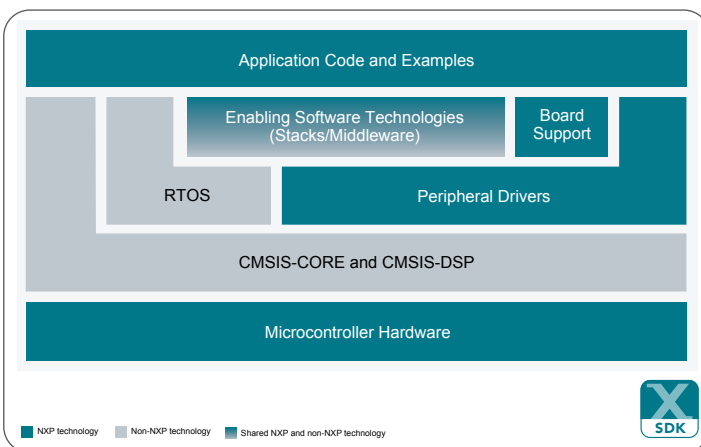 Application Code and Examples
Enabling Software Technologies
(Stacks/Middleware)
Board
Support
RTOS
Peripheral Drivers
CMSIS-CORE and CMSIS-DSP
Microcontroller Hardware
NXP technology
Non-NXP technology
Shared NXP and non-NXP technology
X
SDK